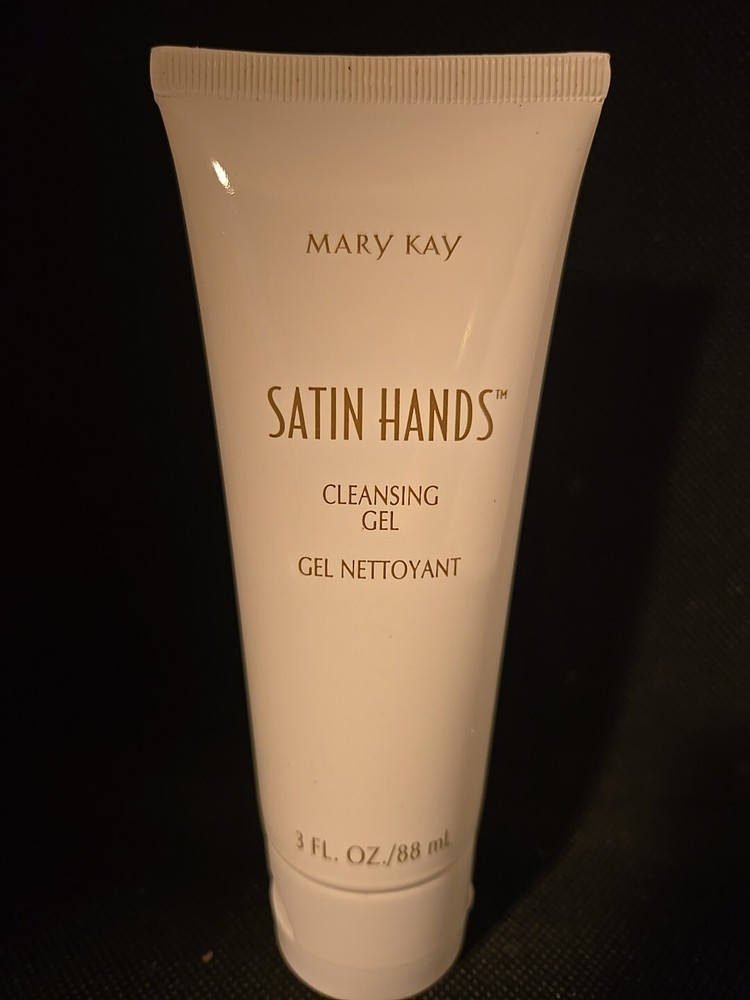 MARY KAY
SATIN HANDS™
CLEANSING
GEL
GEL NETTOYANT
3 FL. OZ./88 mL